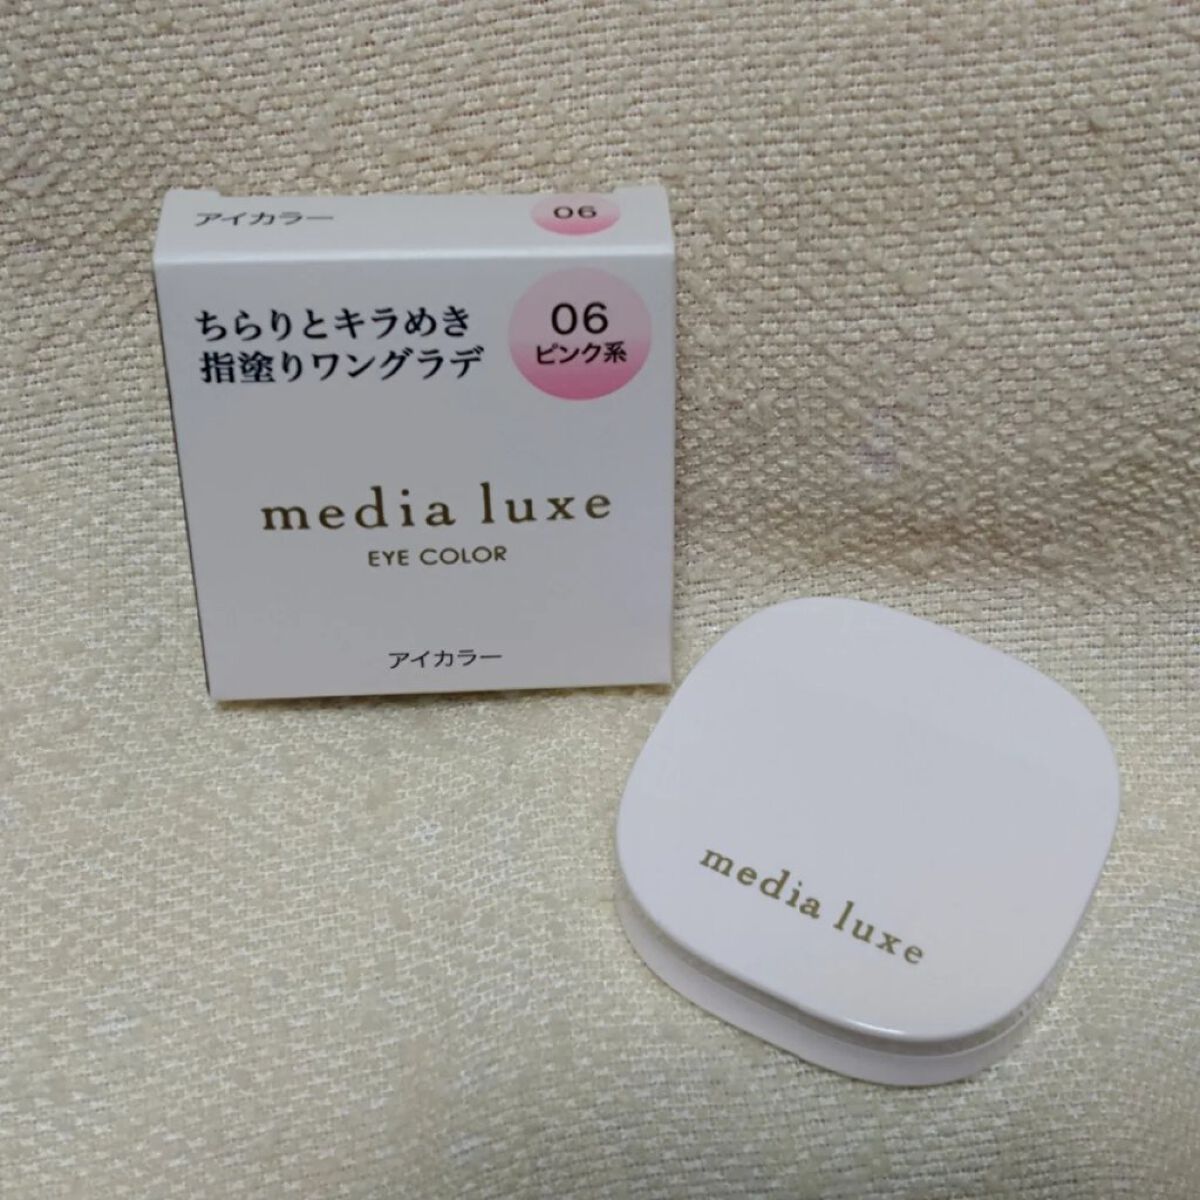 アイカラー
06
ちらりとキラめき
指塗りワングラデ
06
ピンク系
media luxe
EYE COLOR
アイカラー
media luxe